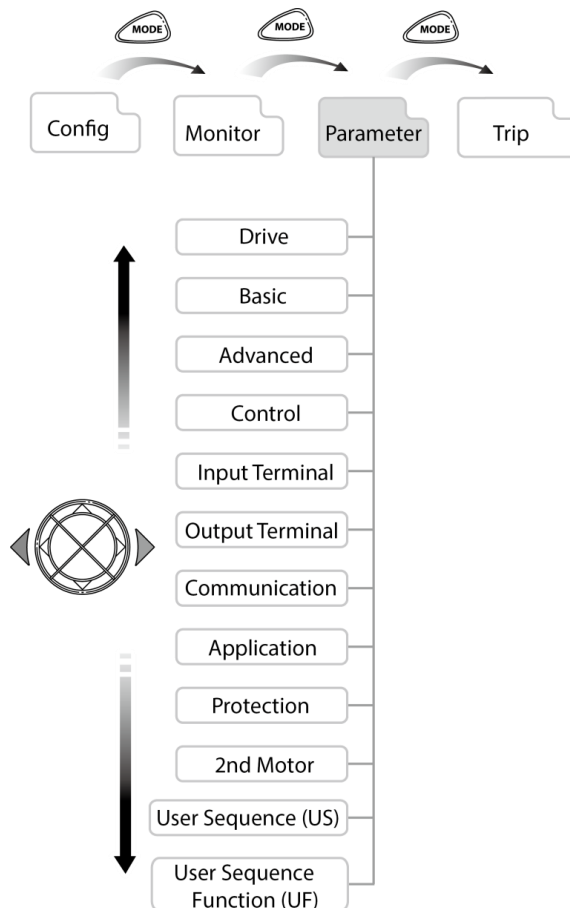 MODE MODE MODE
Config Monitor Parameter Trip
Drive
Basic
Advanced
Control
Input Terminal
Output Terminal
Communication
Application
Protection
2nd Motor
User Sequence (US)
User Sequence
Function (UF)